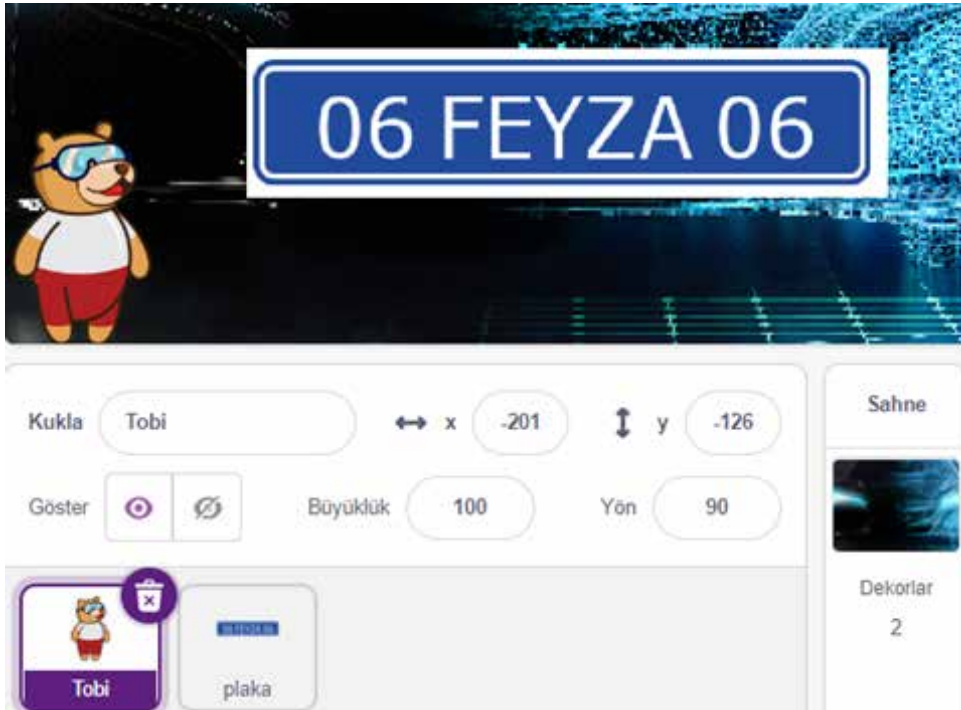 06 FEYZA 06
Kukla Tobi x -201 y -126
Göster Büyüklük 100 Yön 90
Sahne
Dekorlar
2
Tobi
plaka